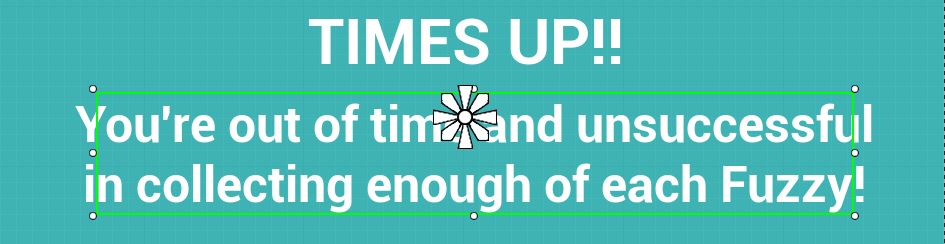 TIMES UP!!
You're out of time and unsuccessful
in collecting enough of each Fuzzy!